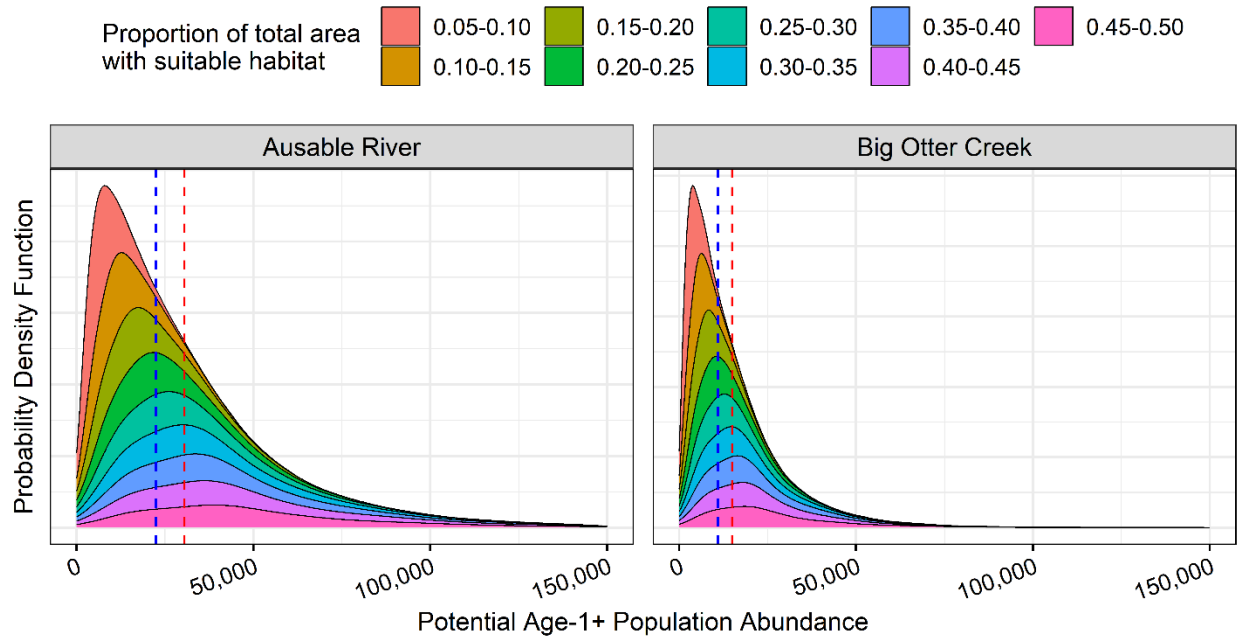 Proportion of total area
with suitable habitat
0.05-0.10 0.15-0.20 0.25-0.30 0.35-0.40 0.45-0.50
0.10-0.15 0.20-0.25 0.30-0.35 0.40-0.45
Ausable River Big Otter Creek
Probability Density Function
0 50,000 100,000 150,000 0 50,000 100,000 150,000
Potential Age-1+ Population Abundance